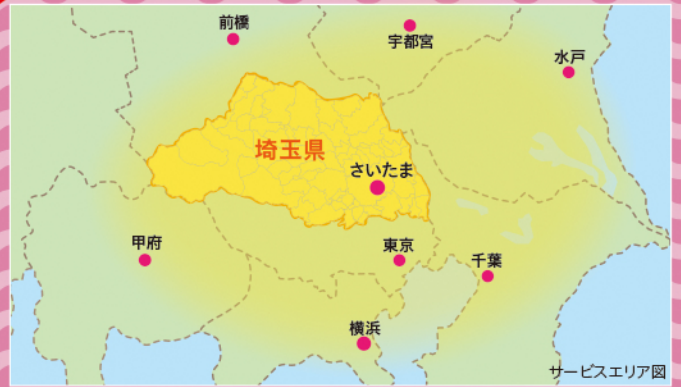 前橋
宇都宮
水戸
埼玉県
さいたま
甲府
東京
千葉
横浜
サービスエリア図